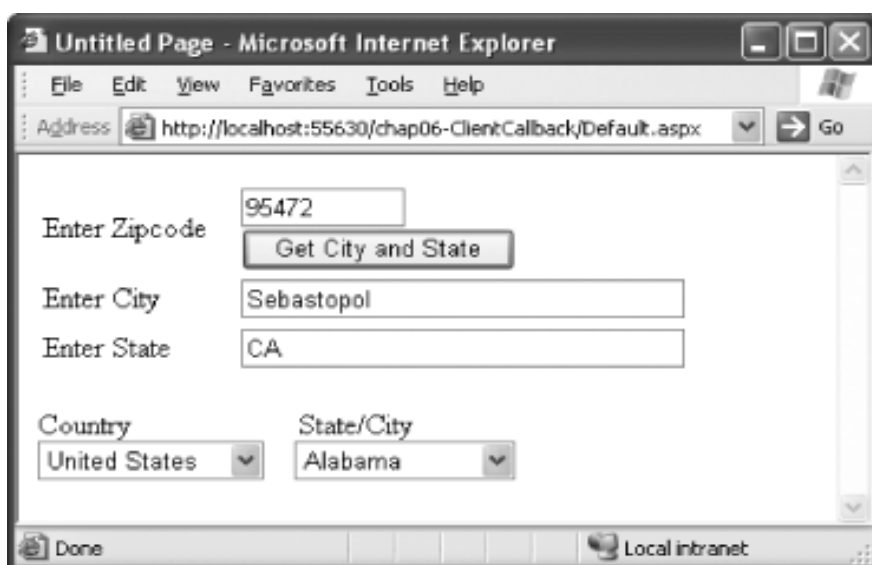 Untitled Page - Microsoft Internet Explorer
File Edit View Favorites Tools Help
Address http://localhost:55630/chap06-ClientCallback/Default.aspx Go
Enter Zipcode 95472
Get City and State
Enter City Sebastopol
Enter State CA
Country State/City
United States Alabama
Done Local intranet